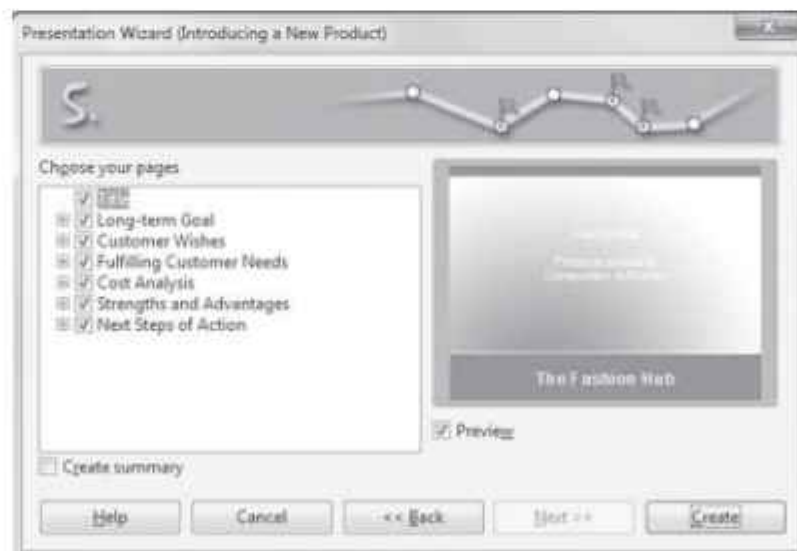 Presentation Wizard (Introducing a New Product)
S.
Choose your pages
Title
Long-term Goal
Customer Wishes
Fulfilling Customer Needs
Cost Analysis
Strengths and Advantages
Next Steps of Action
The Fashion Hub
Preview
Create summary
Help
Cancel
<< Back
Next >>
Create